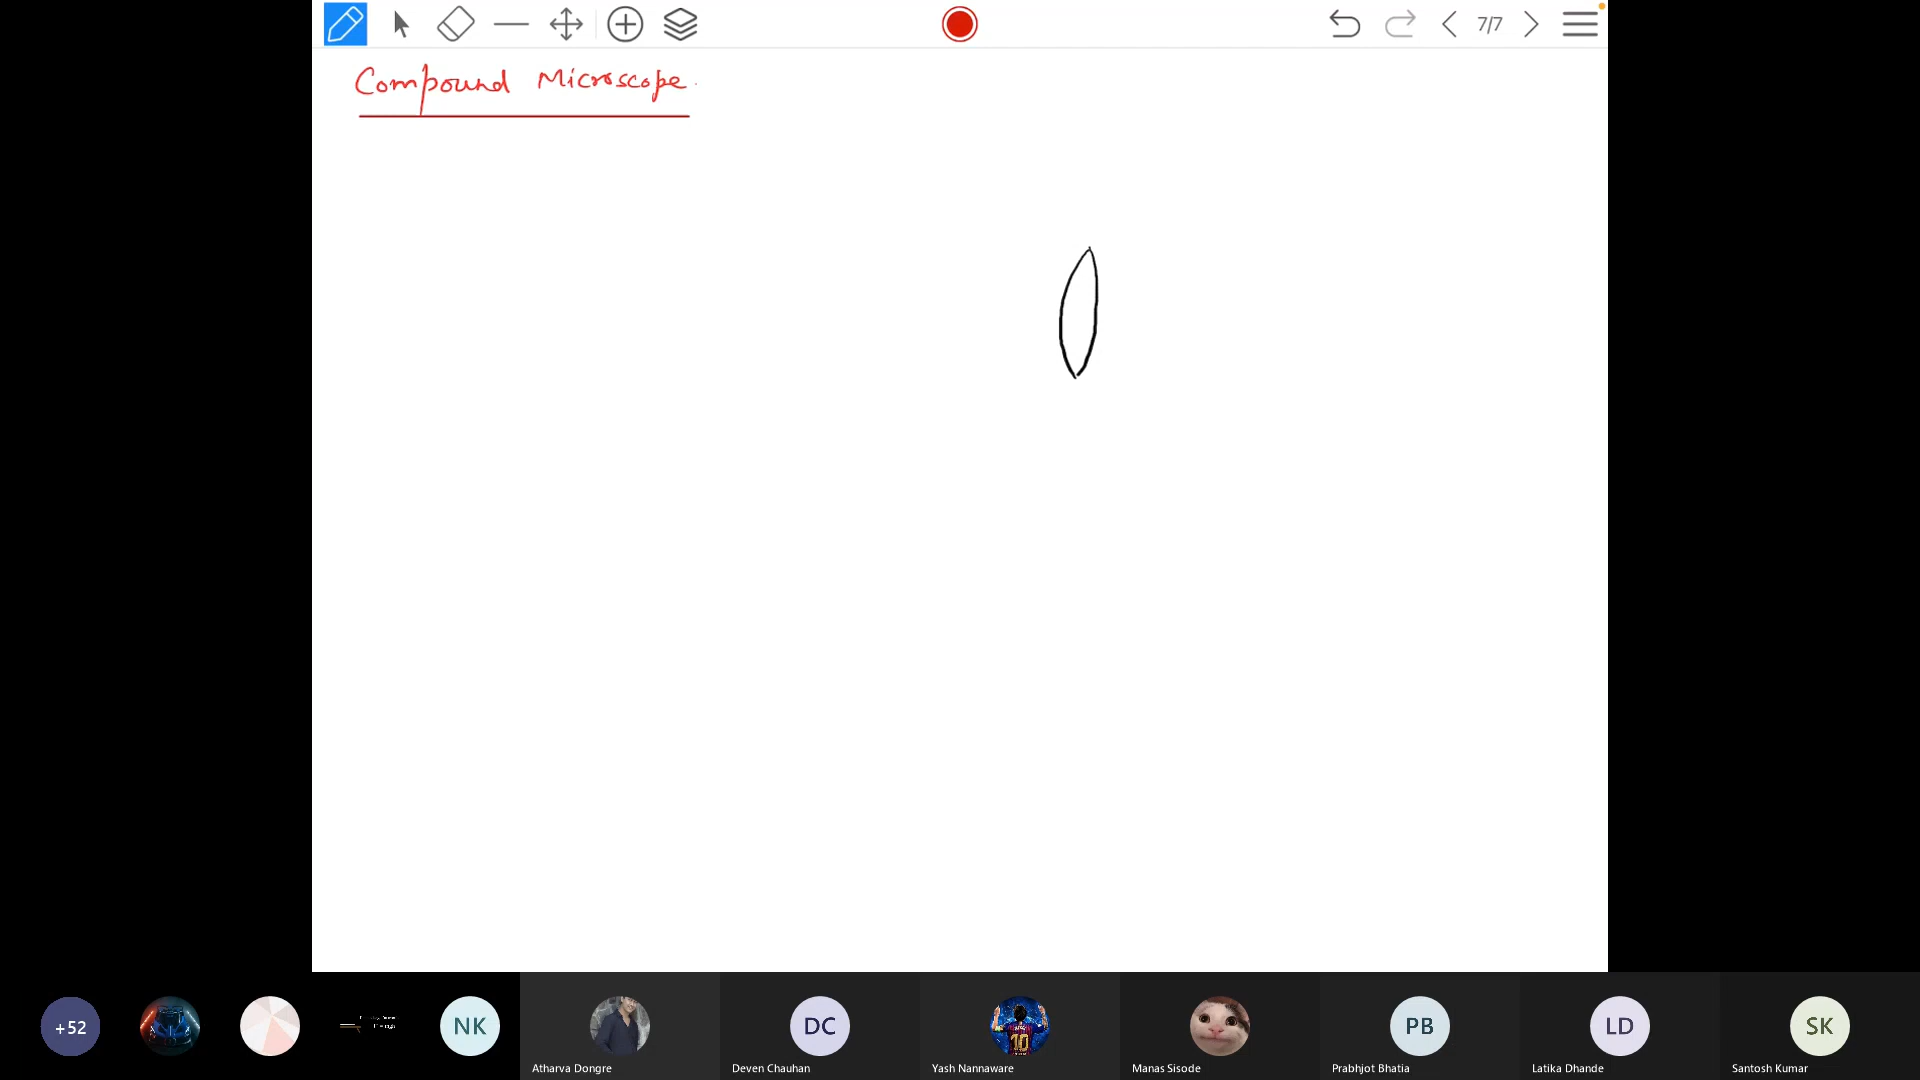 7/7
Compound Microscope.
+52
NK
DC
10
PB
LD
SK
Atharva Dongre
Deven Chauhan
Yash Nannaware
Manas Sisode
Prabhjot Bhatia
Latika Dhande
Santosh Kumar